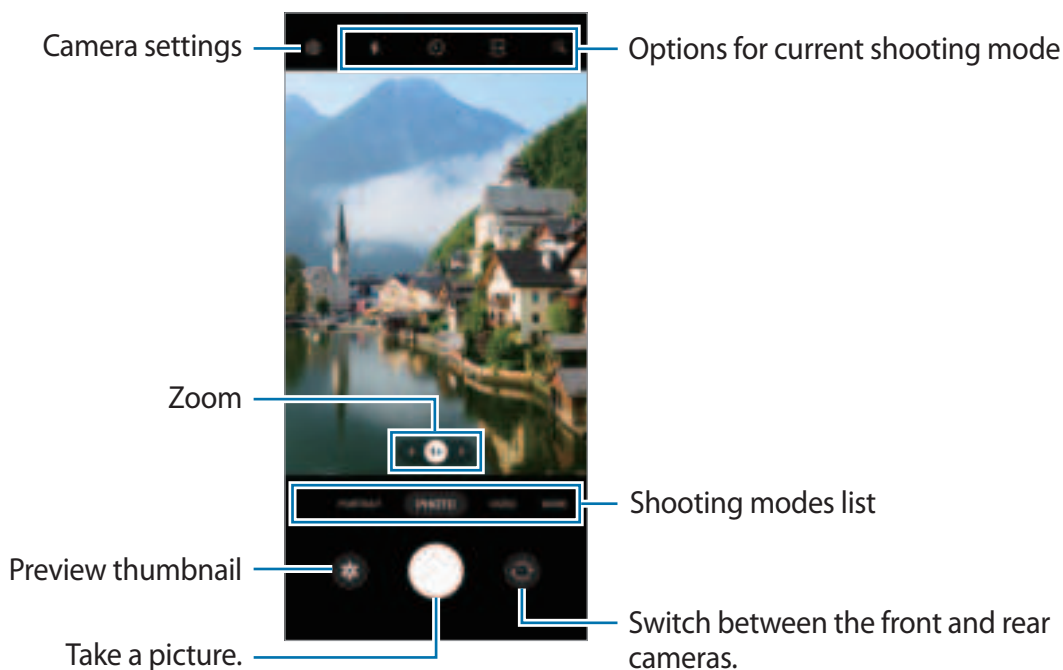 Camera settings
Options for current shooting mode
Zoom
PHOTO
Shooting modes list
Preview thumbnail
Switch between the front and rear
cameras.
Take a picture.